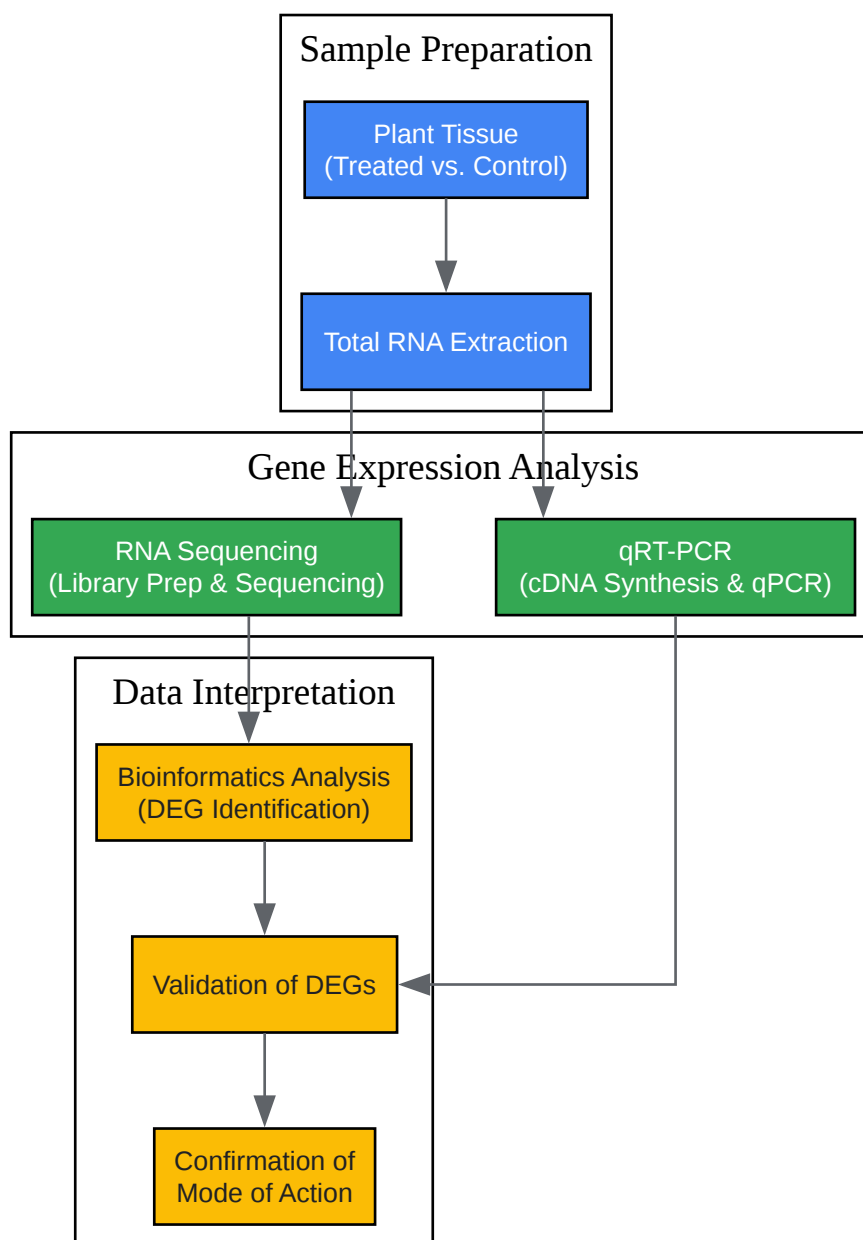 Sample Preparation
Plant Tissue
(Treated vs. Control)
Total RNA Extraction
Gene Expression Analysis
RNA Sequencing
(Library Prep & Sequencing)
qRT-PCR
(cDNA Synthesis & qPCR)
Data Interpretation
Bioinformatics Analysis
(DEG Identification)
Validation of DEGs
Confirmation of
Mode of Action